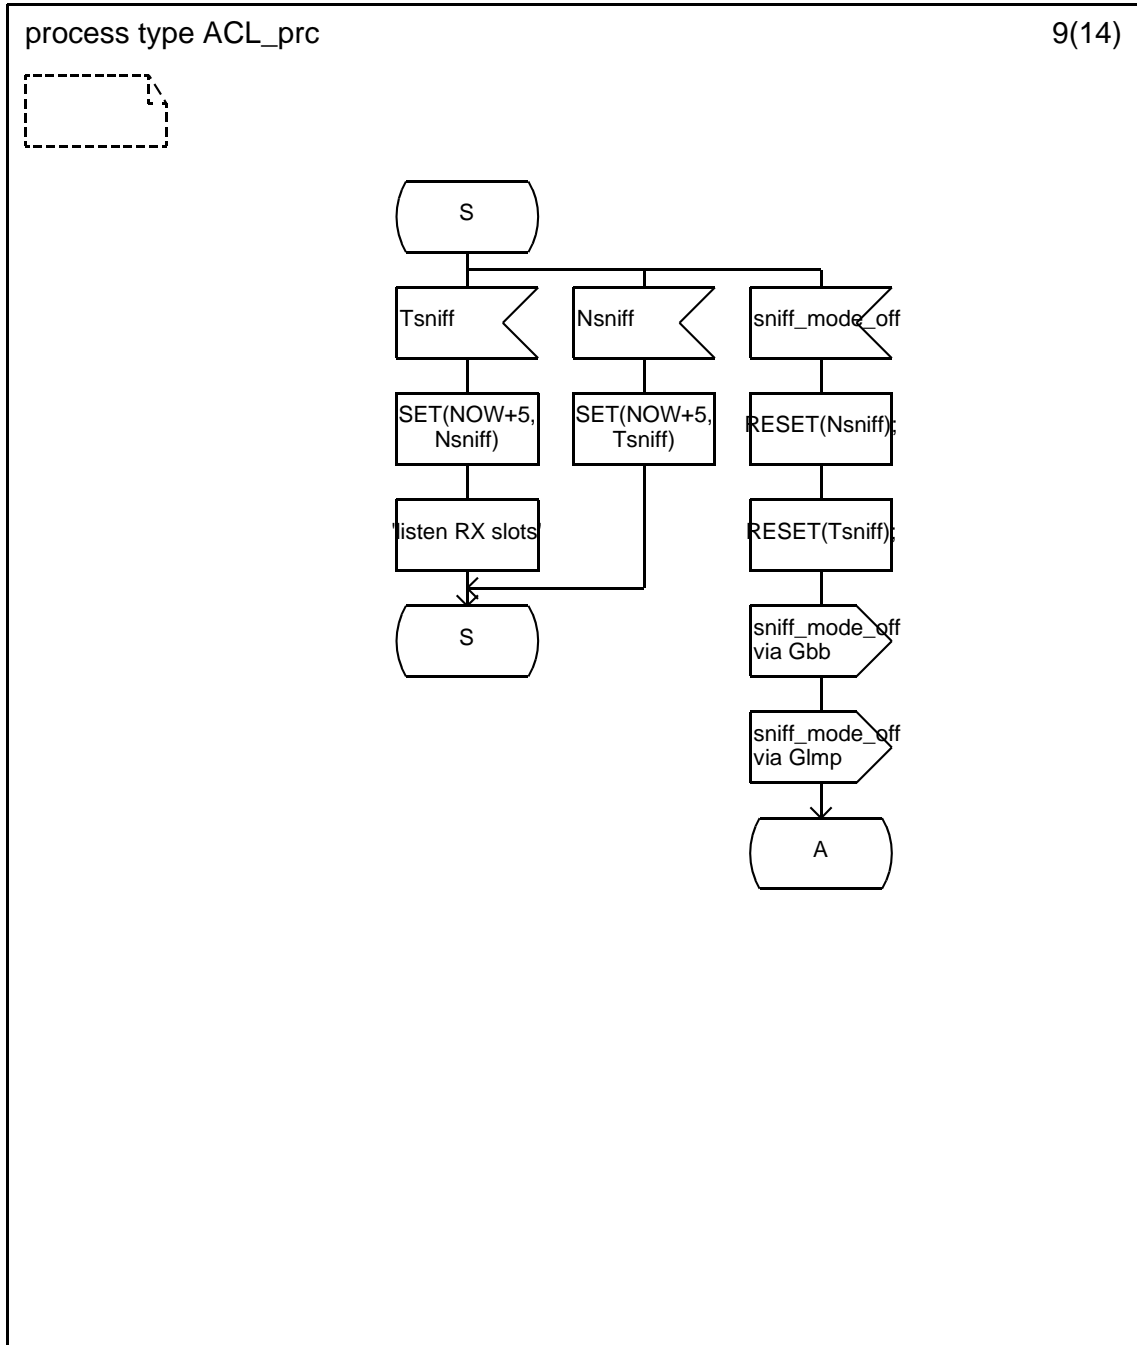 process type ACL_prc
9(14)
S
Tsniff
Nsniff
sniff_mode_off
SET(NOW+5,
Nsniff)
SET(NOW+5,
Tsniff)
RESET(Nsniff);
'listen RX slots'
RESET(Tsniff);
S
sniff_mode_off
via Gbb
sniff_mode_off
via Glmp
A